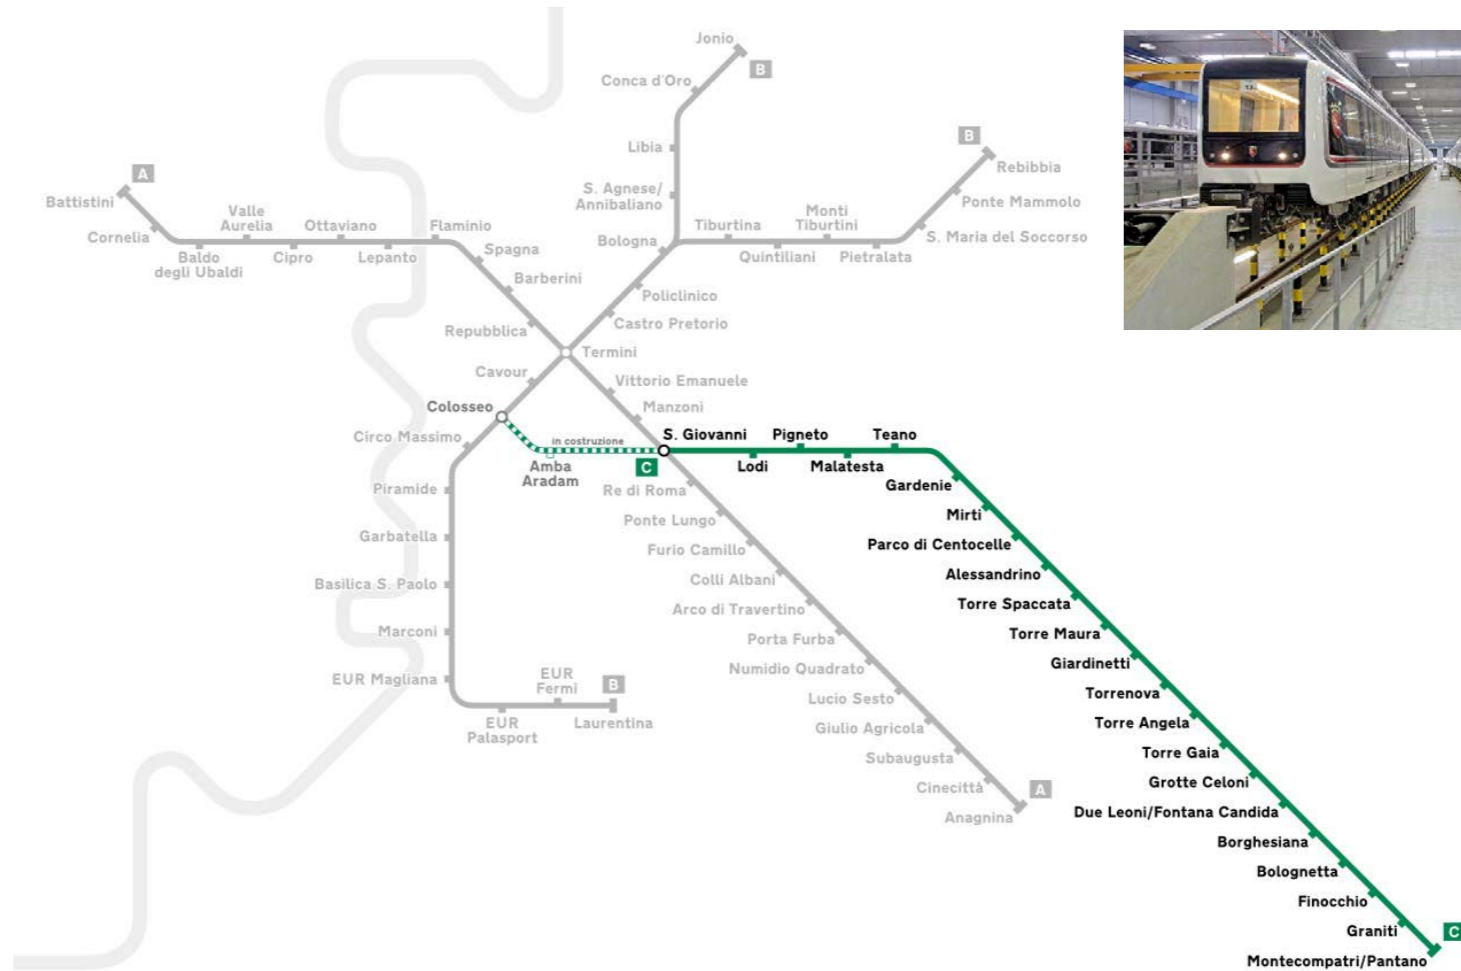 Jonio
B
Conca d'Oro
Libia
S. Agnese/
Annibaliano
Bologna
B
Rebibbia
Ponte Mammolo
S. Maria del Soccorso
Tiburtina
Monti
Tiburtini
Quintiliani
Pietralata
A
Battistini
Cornelia
Valle
Aurelia
Ottaviano
Flaminio
Baldo
degli Ubaldi
Cipro
Lepanto
Spagna
Barberini
Repubblica
Policlinico
Castro Pretorio
Termini
Cavour
Vittorio Emanuele
Manzoni
Colosseo
Circo Massimo
in costruzione
Amba
Aradam
C
S. Giovanni
Pigneto
Teano
Lodi
Malatesta
Gardenie
Mirti
Parco di Centocelle
Alessandrino
Torre Spaccata
Torre Maura
Giardinetti
Torrenova
Torre Angela
Torre Gaia
Grotte Celoni
Due Leoni/Fontana Candida
Borghesiana
Bolognetta
Finocchio
Graniti
C
Montecompatri/Pantano
Re di Roma
Ponte Lungo
Furio Camillo
Colli Albani
Arco di Travertino
Porta Furba
Numidio Quadrato
Lucio Sesto
Giulio Agricola
Subaugusta
Cinecittà
A
Anagnina
Piramide
Garbatella
Basilica S. Paolo
Marconi
EUR Magliana
EUR
Fermi
B
EUR
Palasport
Laurentina